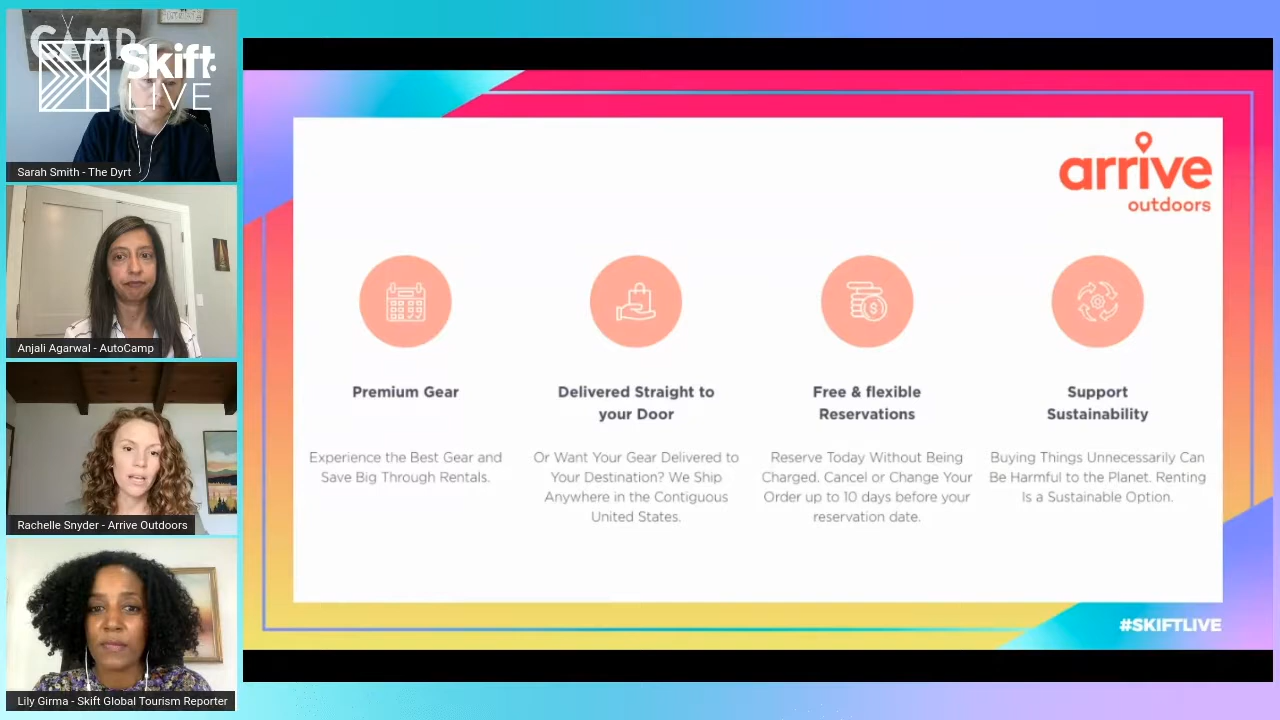 CAMP
Skift
LIVE
Sarah Smith - The Dyrt
Anjali Agarwal - AutoCamp
Rachelle Snyder - Arrive Outdoors
Lily Girma - Skift Global Tourism Reporter
arrive
outdoors
Premium Gear
Experience the Best Gear and
Save Big Through Rentals.
Delivered Straight to
your Door
Or Want Your Gear Delivered to
Your Destination? We Ship
Anywhere in the Contiguous
United States.
Free & flexible
Reservations
Reserve Today Without Being
Charged. Cancel or Change Your
Order up to 10 days before your
reservation date.
Support
Sustainability
Buying Things Unnecessarily Can
Be Harmful to the Planet. Renting
Is a Sustainable Option.
#SKIFTLIVE